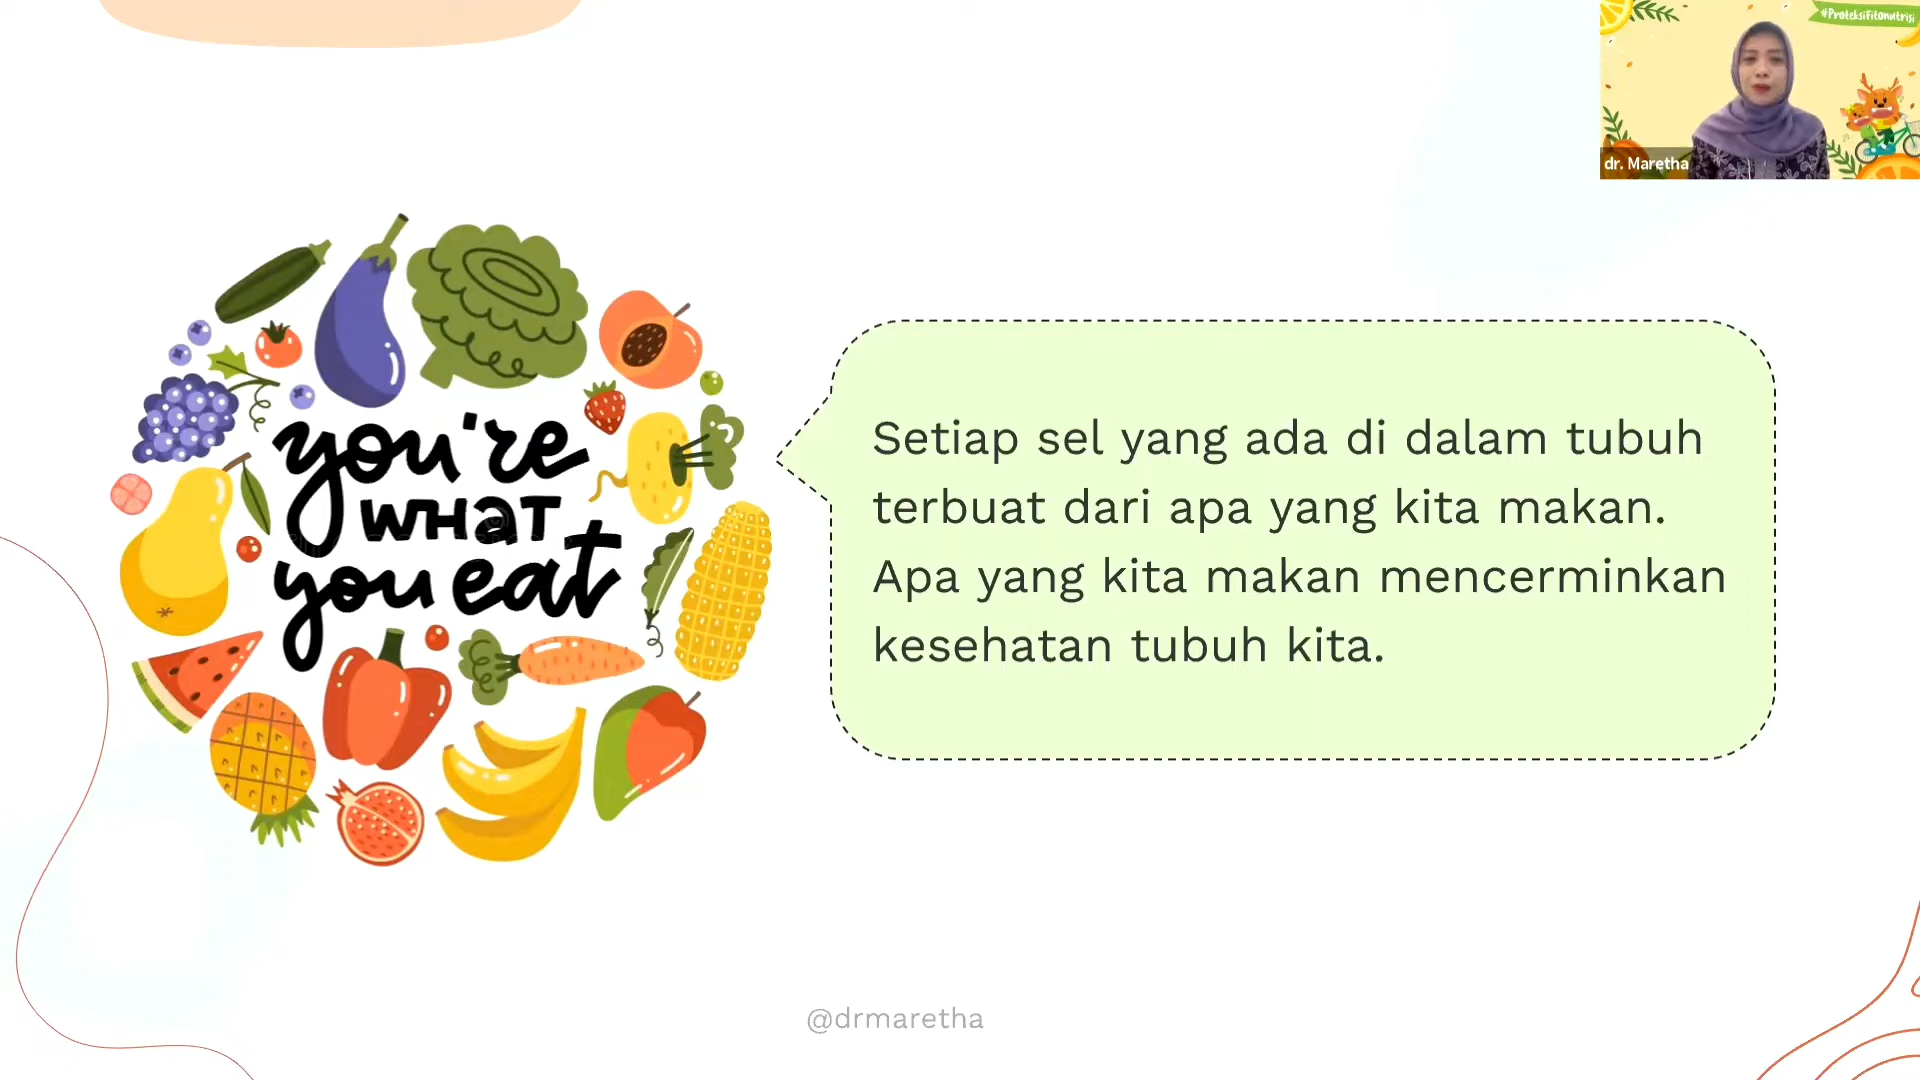 #ProteksiFitonutrisi
dr. Maretha
you're
WHAT
you eat
Setiap sel yang ada di dalam tubuh
terbuat dari apa yang kita makan.
Apa yang kita makan mencerminkan
kesehatan tubuh kita.
@drmaretha